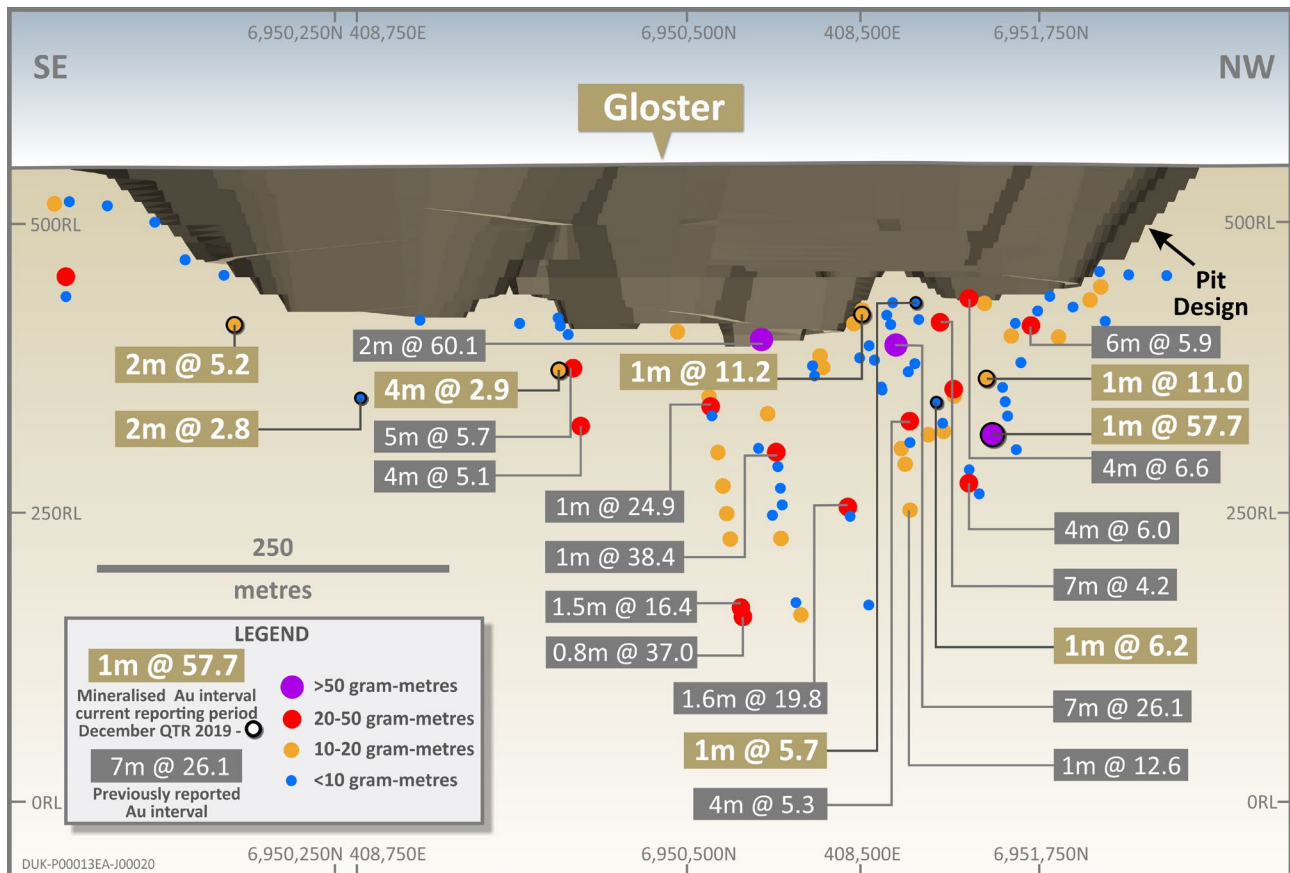 6,950,250N 408,750E
6,950,500N
408,500E
6,951,750N
SE
NW
Gloster
500RL
500RL
Pit
Design
2m @ 5.2
2m @ 60.1
1m @ 11.2
6m @ 5.9
4m @ 2.9
1m @ 11.0
2m @ 2.8
5m @ 5.7
1m @ 57.7
4m @ 5.1
4m @ 6.6
1m @ 24.9
250RL
250RL
4m @ 6.0
250
metres
1m @ 38.4
7m @ 4.2
1.5m @ 16.4
0.8m @ 37.0
1m @ 6.2
1.6m @ 19.8
7m @ 26.1
1m @ 5.7
1m @ 12.6
4m @ 5.3
0RL
0RL
LEGEND
1m @ 57.7
Mineralised Au interval
current reporting period
December QTR 2019 -
7m @ 26.1
Previously reported
Au interval
>50 gram-metres
20-50 gram-metres
10-20 gram-metres
<10 gram-metres
DUK-P00013EA-J00020
6,950,250N 408,750E
6,950,500N
408,500E
6,951,750N